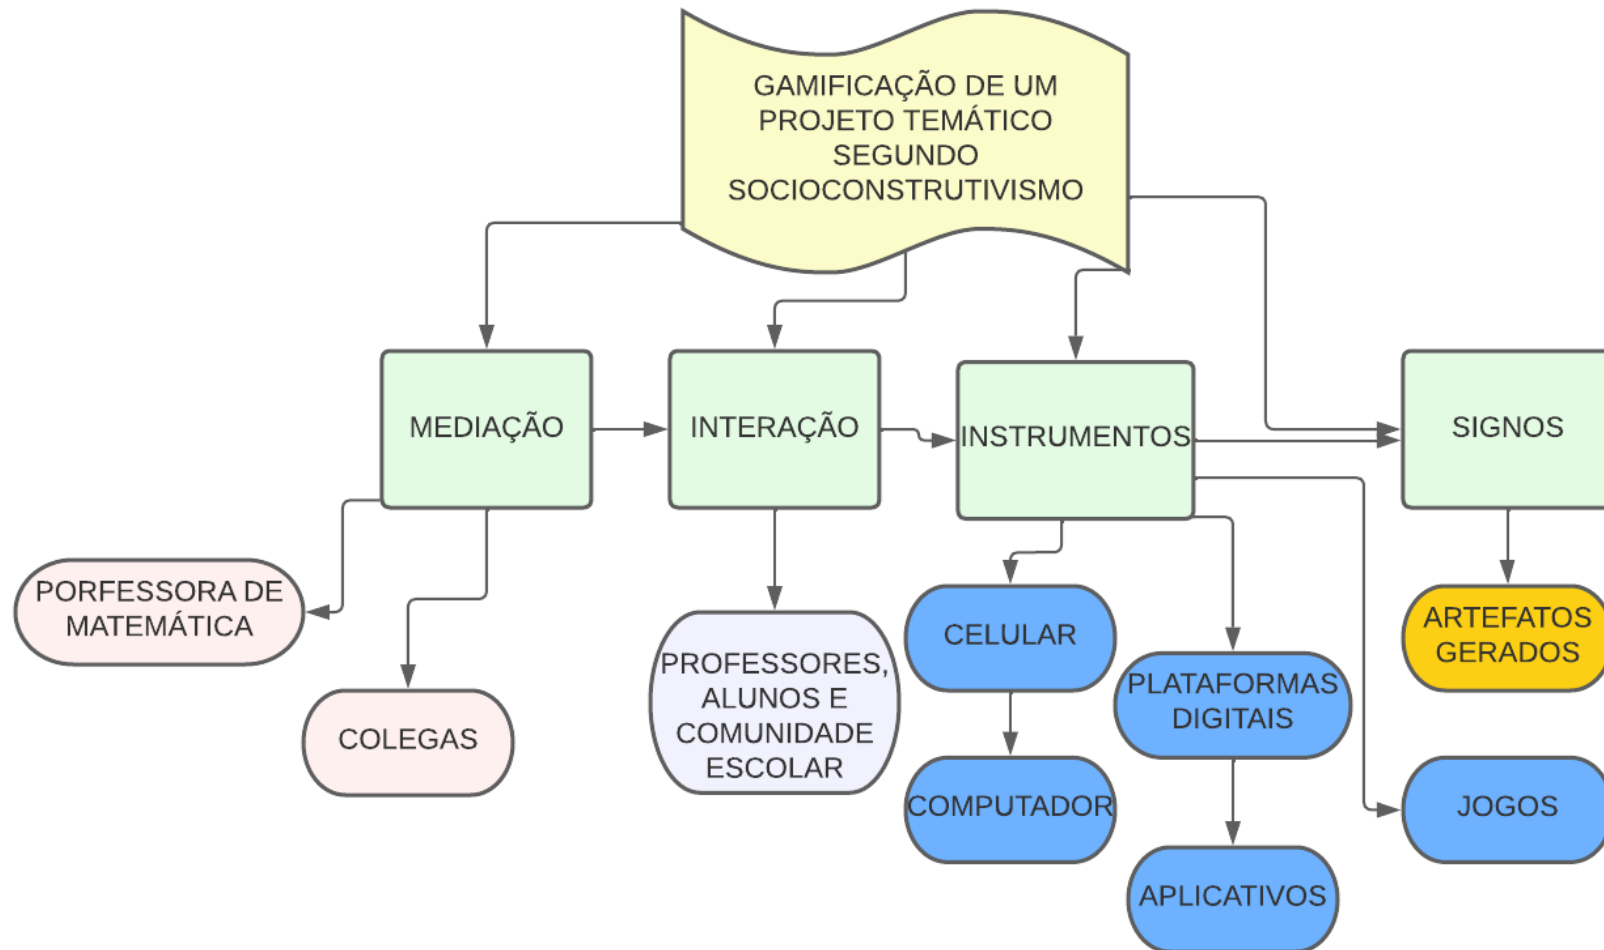 GAMIFICAÇÃO DE UM
PROJETO TEMÁTICO
SEGUNDO
SOCIOCONSTRUTIVISMO
MEDIAÇÃO
INTERAÇÃO
INSTRUMENTOS
SIGNOS
PORFESSORA DE
MATEMÁTICA
COLEGAS
PROFESSORES,
ALUNOS E
COMUNIDADE
ESCOLAR
CELULAR
COMPUTADOR
PLATAFORMAS
DIGITAIS
APLICATIVOS
ARTEFATOS
GERADOS
JOGOS